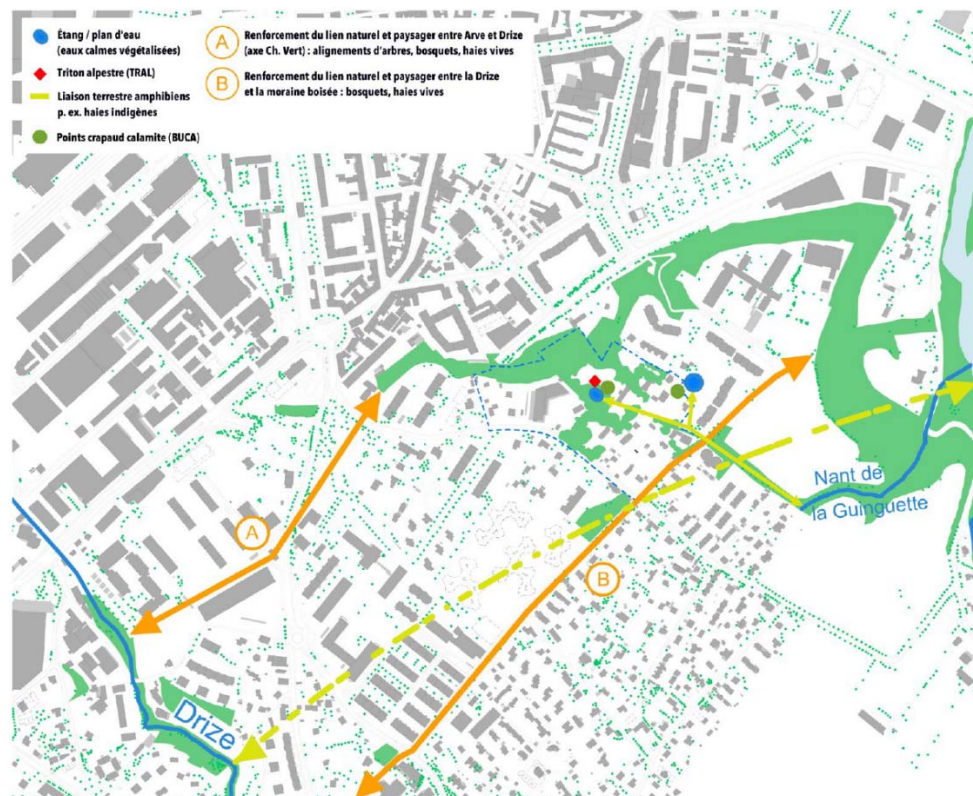 Étang / plan d'eau
(eaux calmes végétalisées)
Triton alpestre (TRAL)
Liaison terrestre amphibiens
p. ex. haies indigènes
Points crapaud calamite (BUCA)
A
Renforcement du lien naturel et paysager entre Arve et Drize
(axe Ch. Vert) : alignements d'arbres, bosquets, haies vives
B
Renforcement du lien naturel et paysager entre la Drize
et la moraine boisée : bosquets, haies vives
Nant de
la Guinguette
A
B
Drize